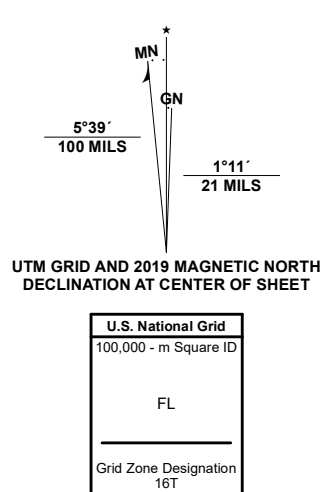 MN
GN
5°39´
100 MILS
1°11´
21 MILS
UTM GRID AND 2019 MAGNETIC NORTH
DECLINATION AT CENTER OF SHEET
U.S. National Grid
100,000 - m Square ID
FL
Grid Zone Designation
16T